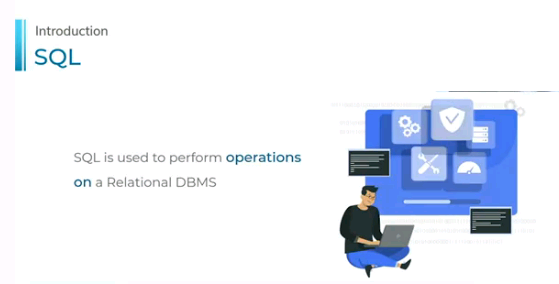 Introduction
SQL
SQL is used to perform operations
on a Relational DBMS